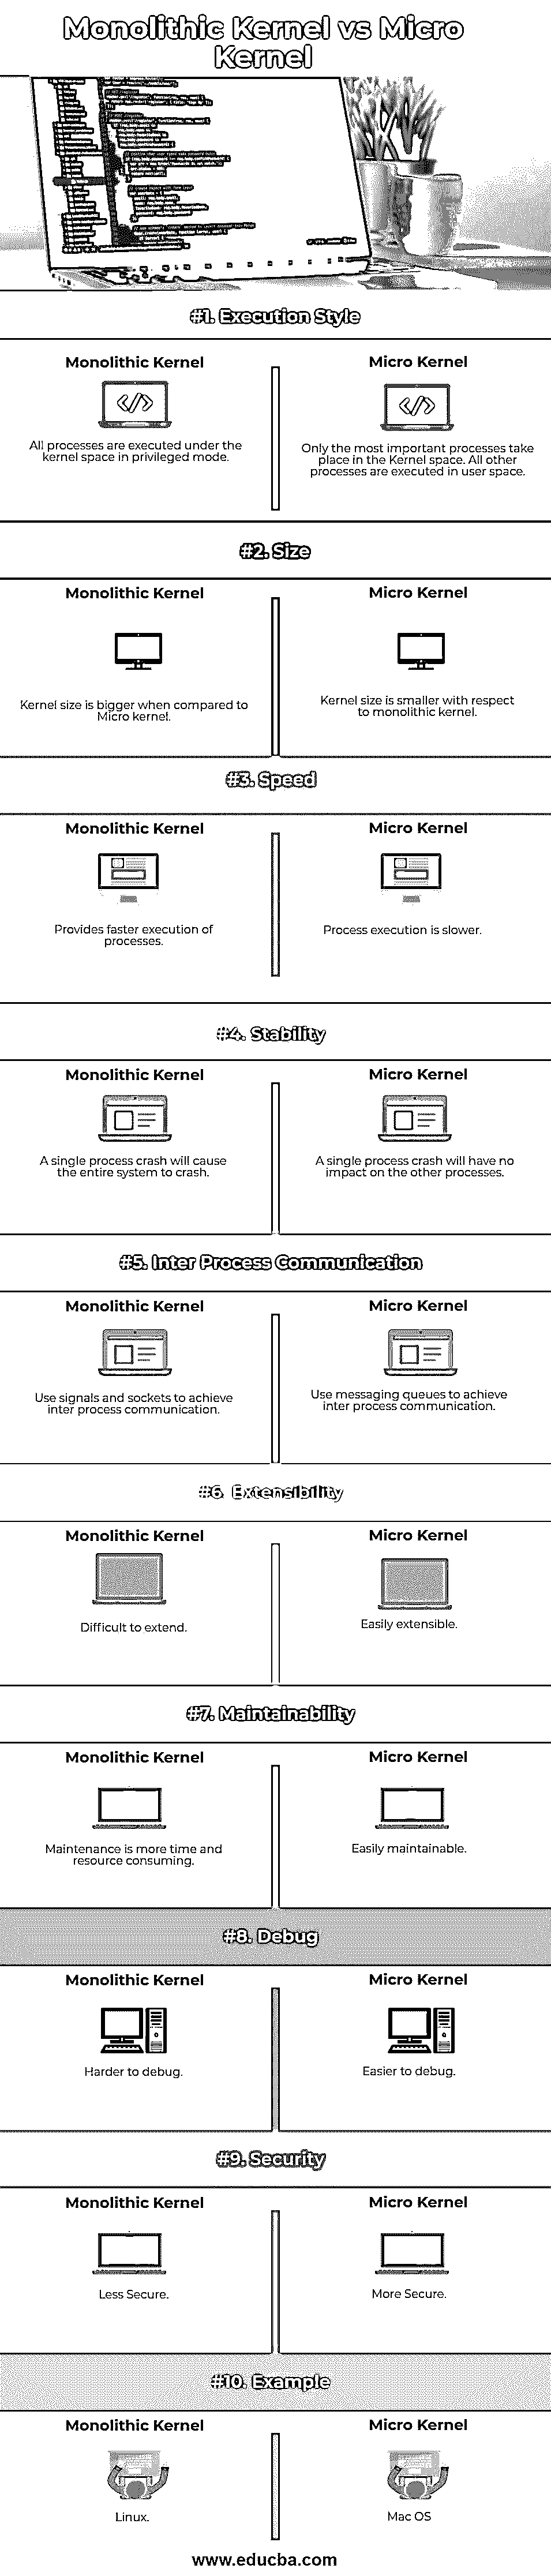 Monolithic Kernel vs Micro
Kernel
#1. Execution Style
Monolithic Kernel
All processes are executed under the
kernel space in privileged mode.
Micro Kernel
Only the most important processes take
place in the Kernel space. All other
processes are executed in user space.
#2. Size
Monolithic Kernel
Kernel size is bigger when compared to
Micro kernel.
Micro Kernel
Kernel size is smaller with respect
to monolithic kernel.
#3. Speed
Monolithic Kernel
Provides faster execution of
processes.
Micro Kernel
Process execution is slower.
#4. Stability
Monolithic Kernel
A single process crash will cause
the entire system to crash.
Micro Kernel
A single process crash will have no
impact on the other processes.
#5. Inter Process Communication
Monolithic Kernel
Use signals and sockets to achieve
inter process communication.
Micro Kernel
Use messaging queues to achieve
inter process communication.
#6. Extensibility
Monolithic Kernel
Difficult to extend.
Micro Kernel
Easily extensible.
#7. Maintainability
Monolithic Kernel
Maintenance is more time and
resource consuming.
Micro Kernel
Easily maintainable.
#8. Debug
Monolithic Kernel
Harder to debug.
Micro Kernel
Easier to debug.
#9. Security
Monolithic Kernel
Less Secure.
Micro Kernel
More Secure.
#10. Example
Monolithic Kernel
Linux.
Micro Kernel
Mac OS
www.educba.com